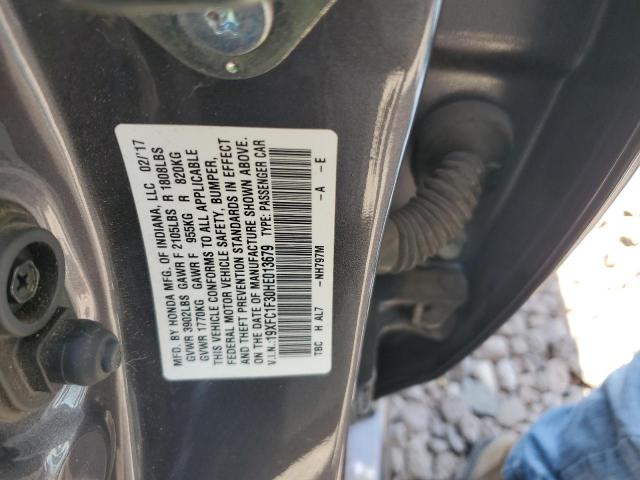 MFD. BY HONDA MFG. OF INDIANA, LLC 02/17
GVWR 3902LBS GAWR F 2105LBS R 1808LBS
GVWR 1770KG GAWR F 955KG R 820KG
THIS VEHICLE CONFORMS TO ALL APPLICABLE
FEDERAL MOTOR VEHICLE SAFETY, BUMPER,
AND THEFT PREVENTION STANDARDS IN EFFECT
ON THE DATE OF MANUFACTURE SHOWN ABOVE.
V.I.N.:19XFC1F30HE013679 TYPE: PASSENGER CAR
TBC H AL7 - NH797M - A - E